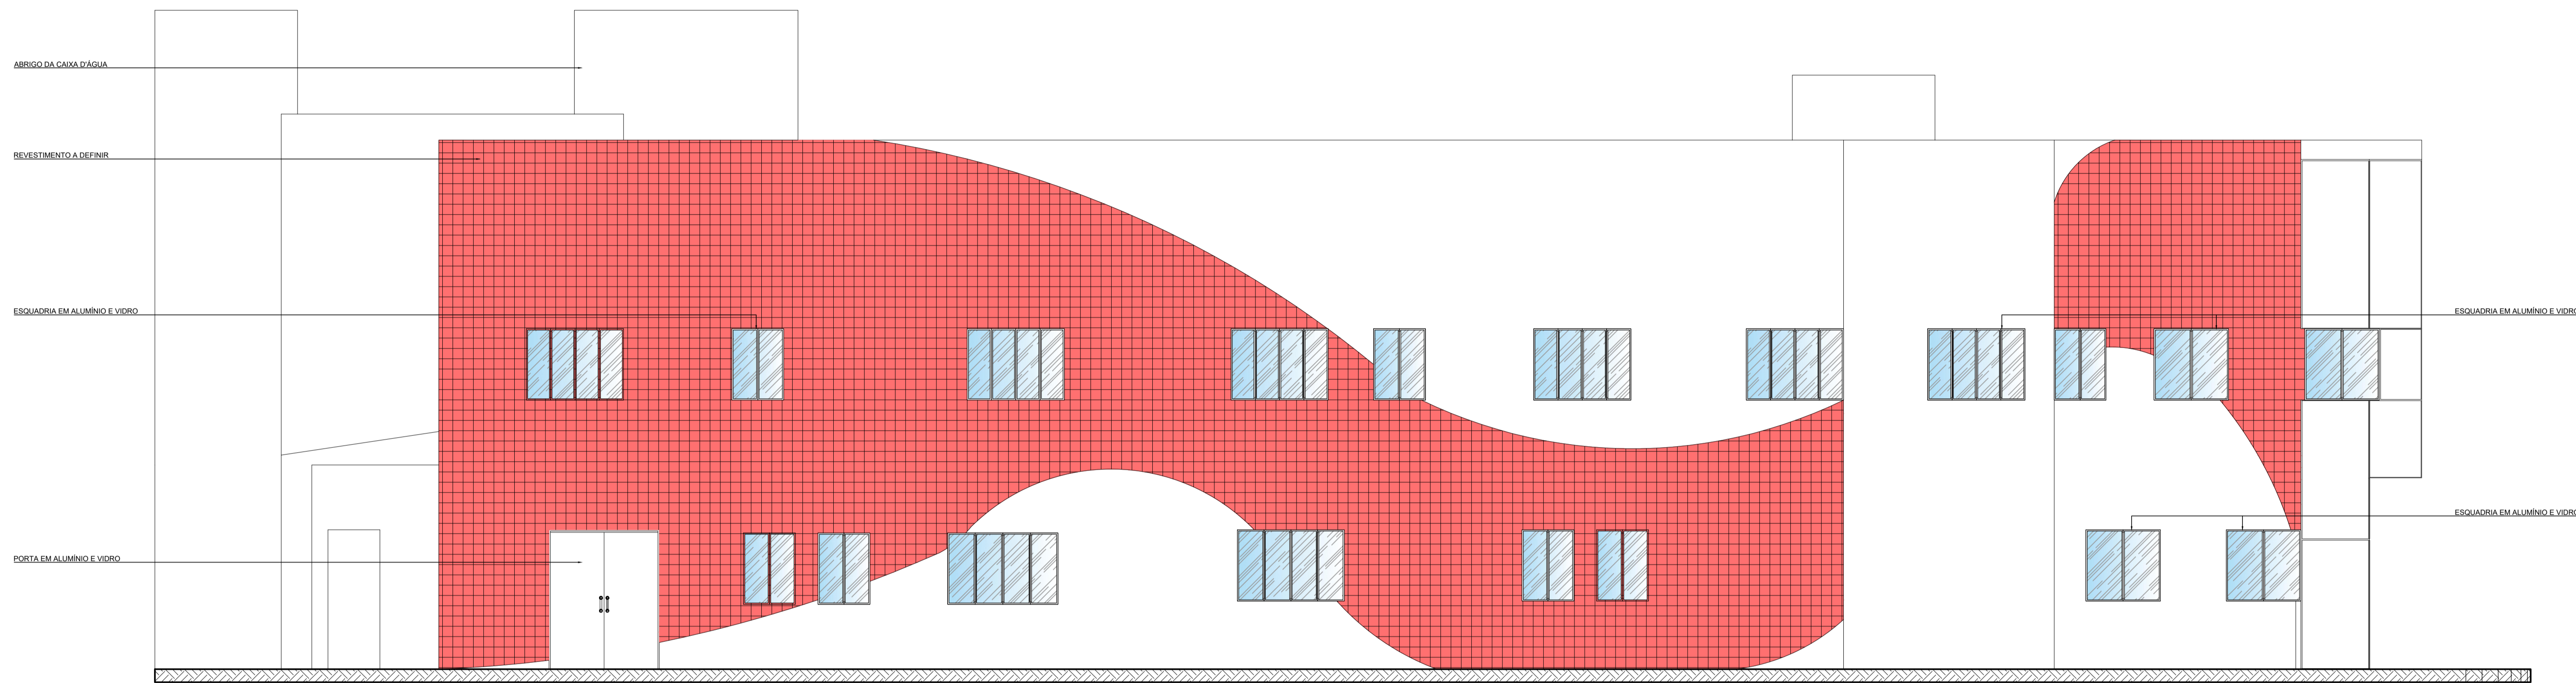 ABRIGO DA CAIXA D'ÁGUA
REVESTIMENTO A DEFINIR
ESQUADRIA EM ALUMÍNIO E VIDRO
ESQUADRIA EM ALUMÍNIO E VIDRO
ESQUADRIA EM ALUMÍNIO E VIDRO
PORTA EM ALUMÍNIO E VIDRO